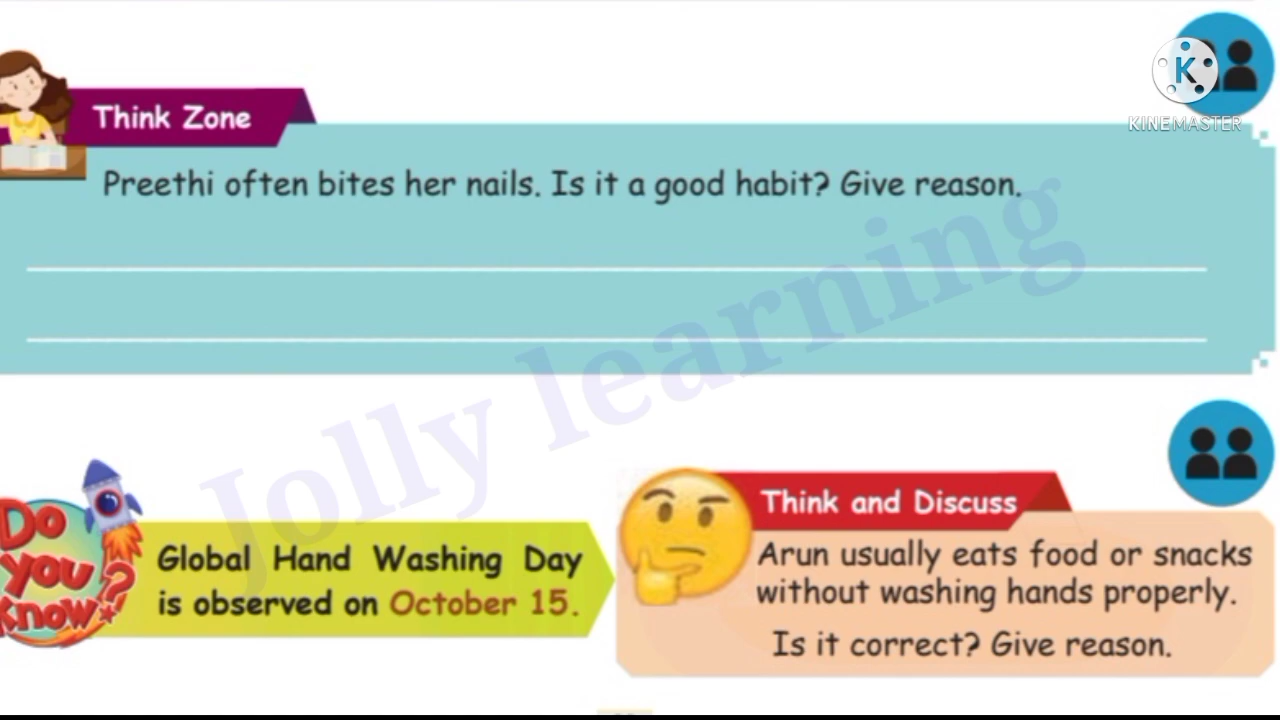 K
KINEMASTER
Think Zone
Preethi often bites her nails. Is it a good habit? Give reason.
Jolly learning
Do
you
Know?
Global Hand Washing Day
is observed on October 15.
Think and Discuss
Arun usually eats food or snacks
without washing hands properly.
Is it correct? Give reason.